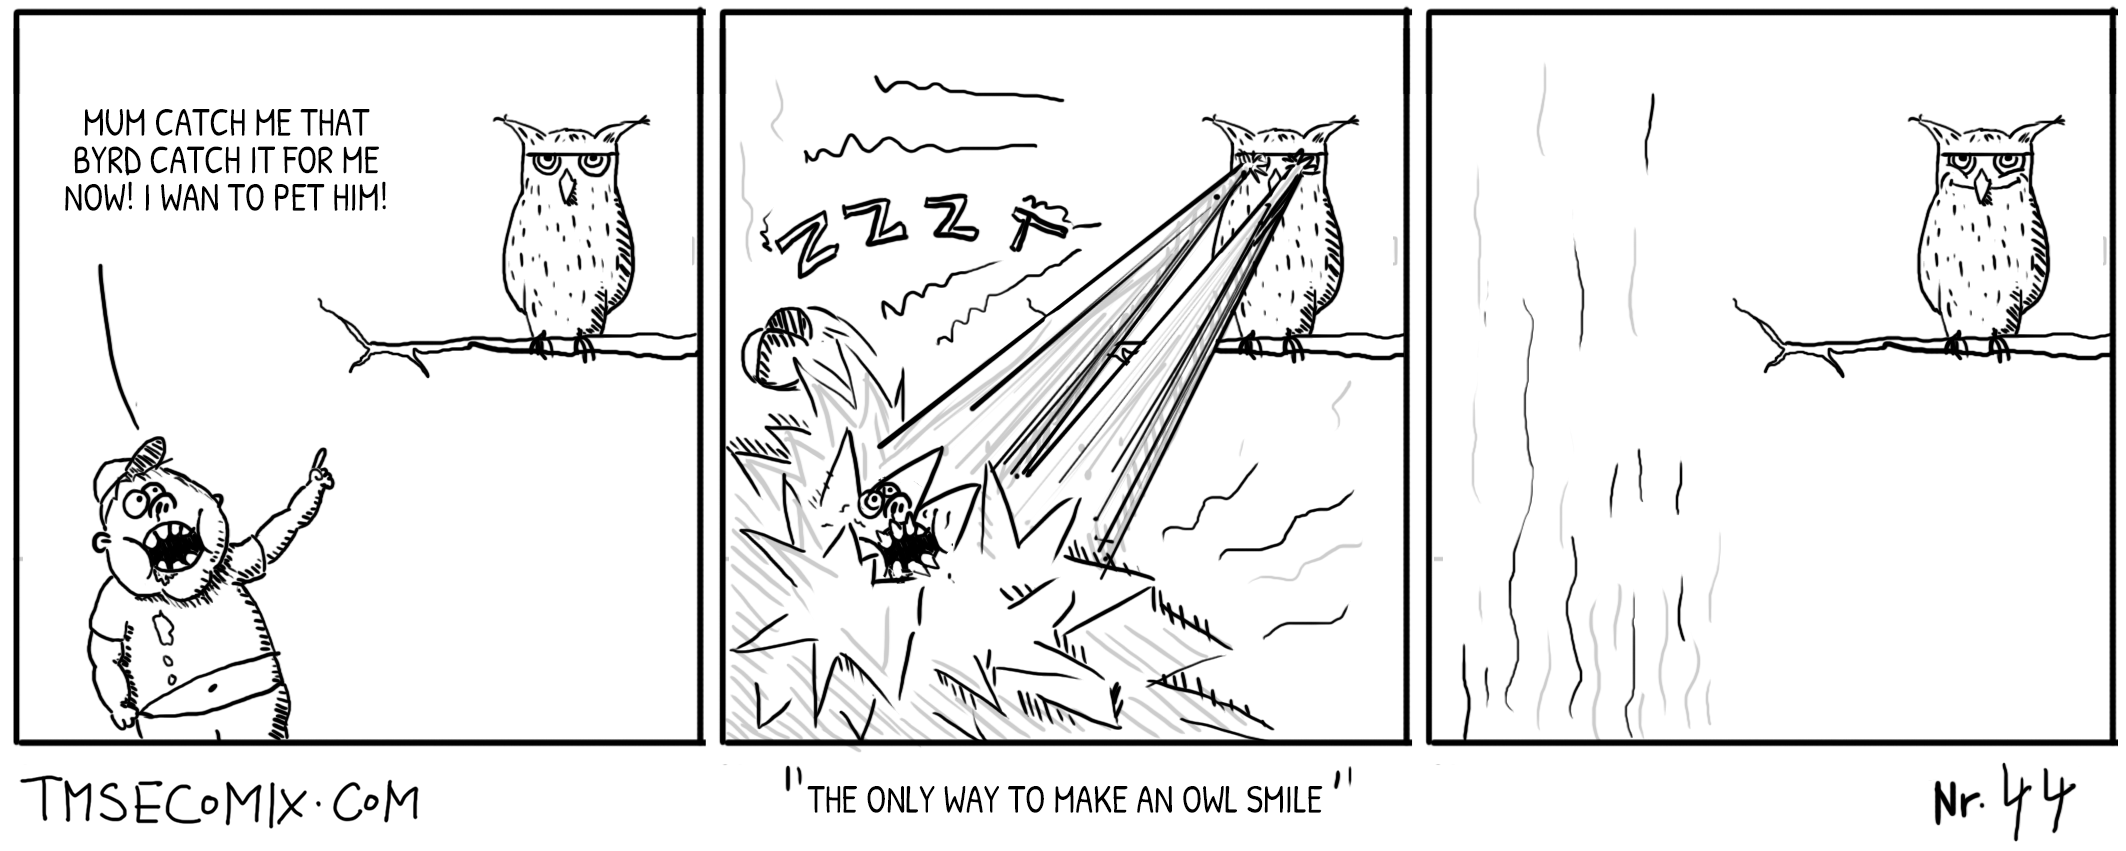 MUM CATCH ME THAT
BYRD CATCH IT FOR ME
NOW! I WAN TO PET HIM!
ZZZT
TMSECOMIX.COM
"THE ONLY WAY TO MAKE AN OWL SMILE"
Nr. 44